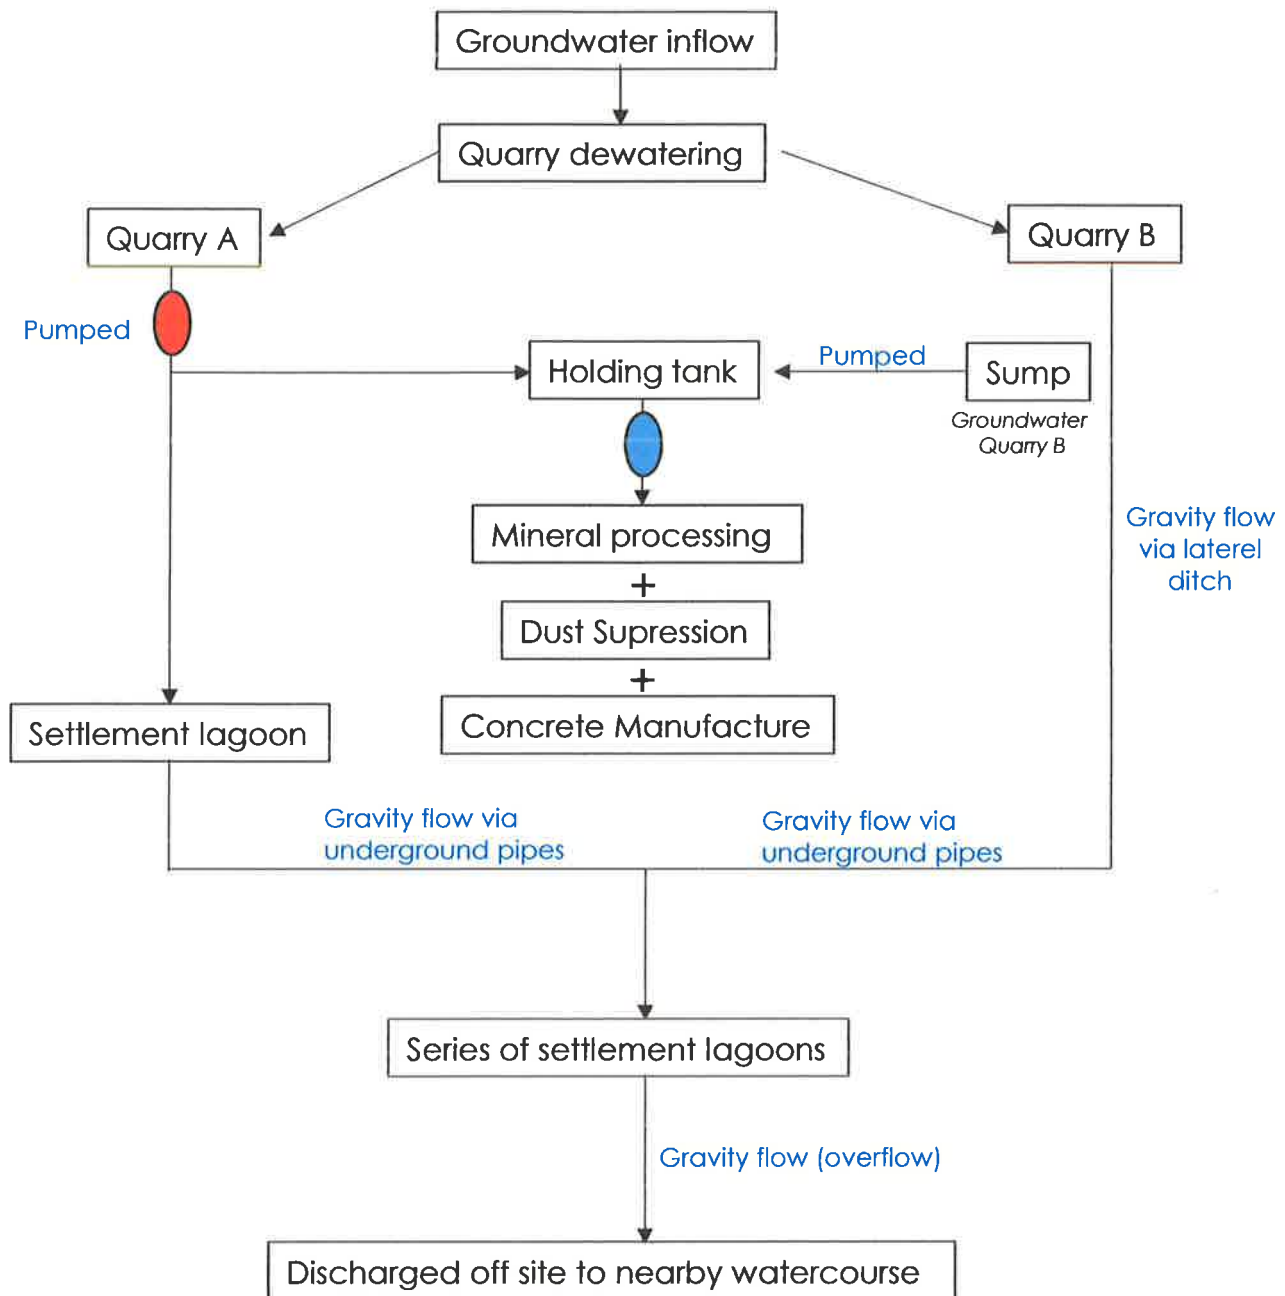 Groundwater inflow
Quarry dewatering
Quarry A
Quarry B
Pumped
Holding tank
Pumped
Sump
Groundwater
Quarry B
Mineral processing
+
Dust Supression
+
Concrete Manufacture
Gravity flow
via laterel
ditch
Settlement lagoon
Gravity flow via
underground pipes
Gravity flow via
underground pipes
Series of settlement lagoons
Gravity flow (overflow)
Discharged off site to nearby watercourse